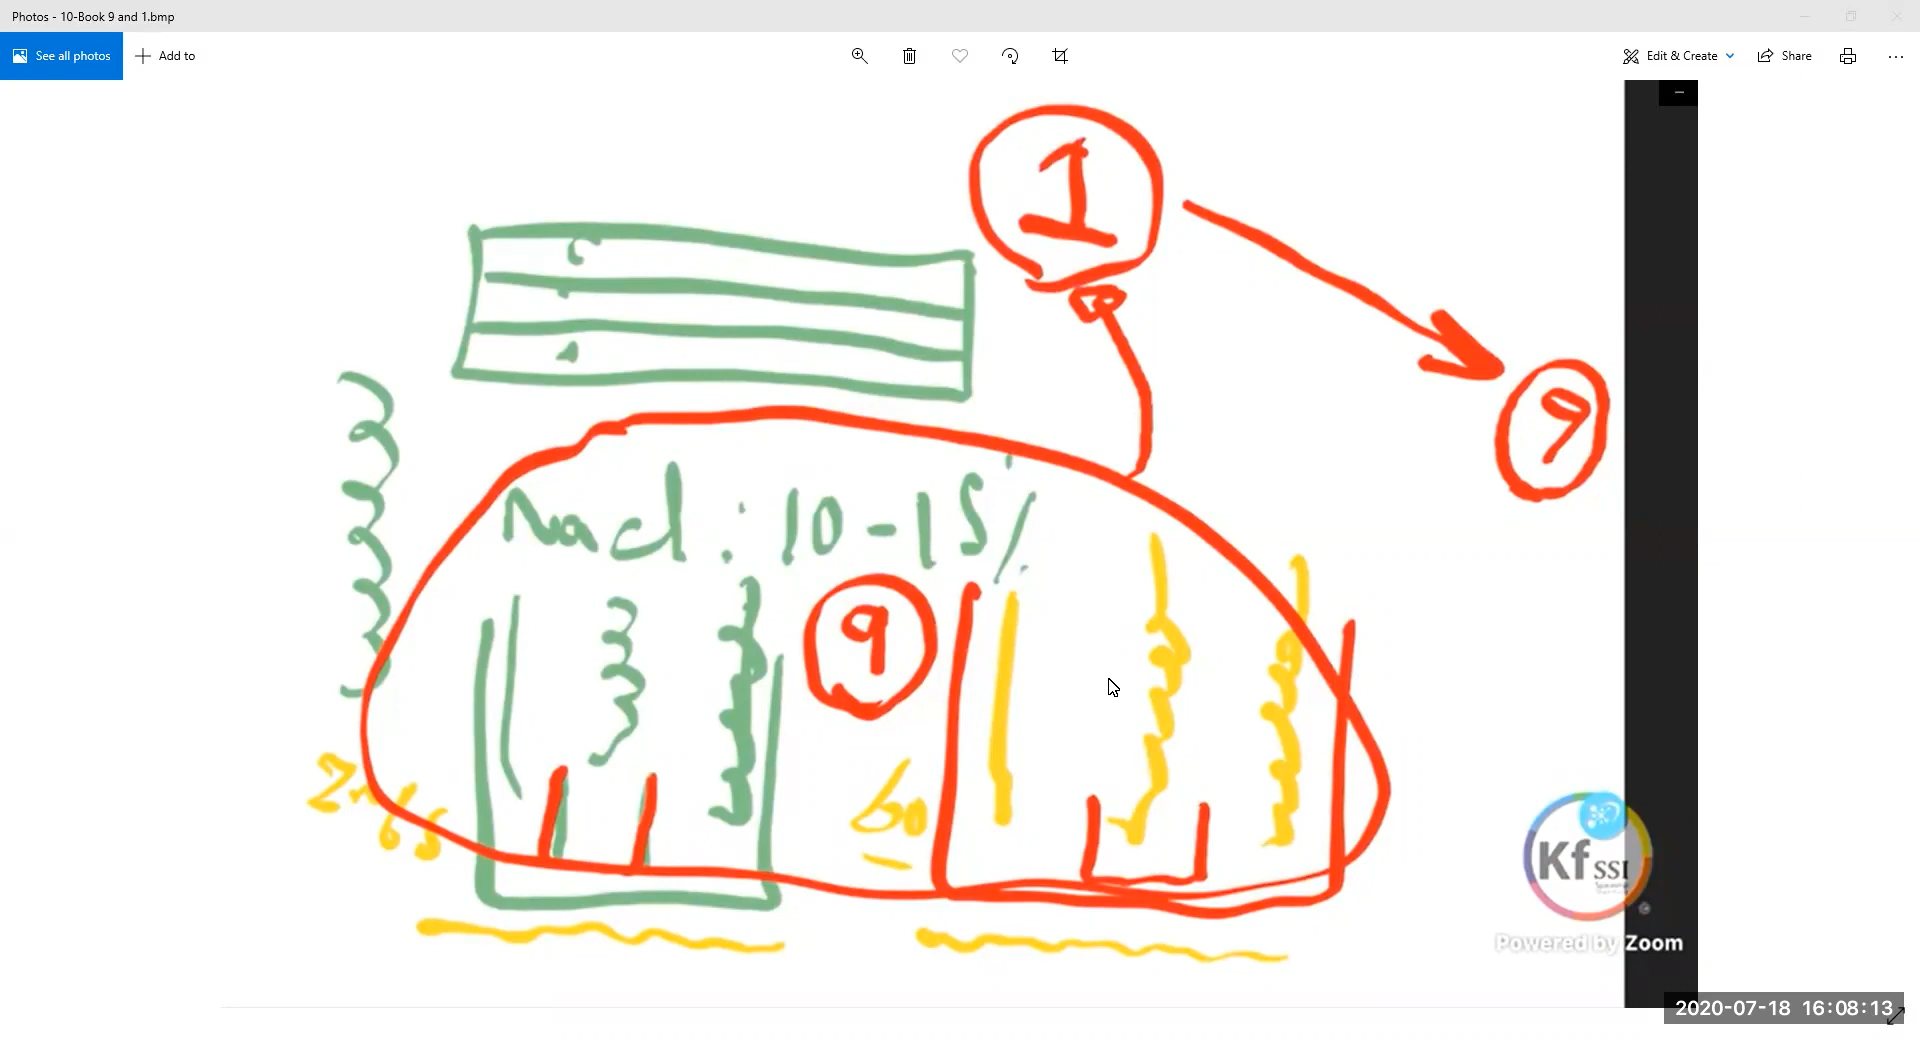 Photos - 10-Book 9 and 1.bmp
See all photos
Add to
Edit & Create
Share
1
9
Nacl : 10-15%
9
60
Kf SSI
Powered by Zoom
2020-07-18 16:08:13